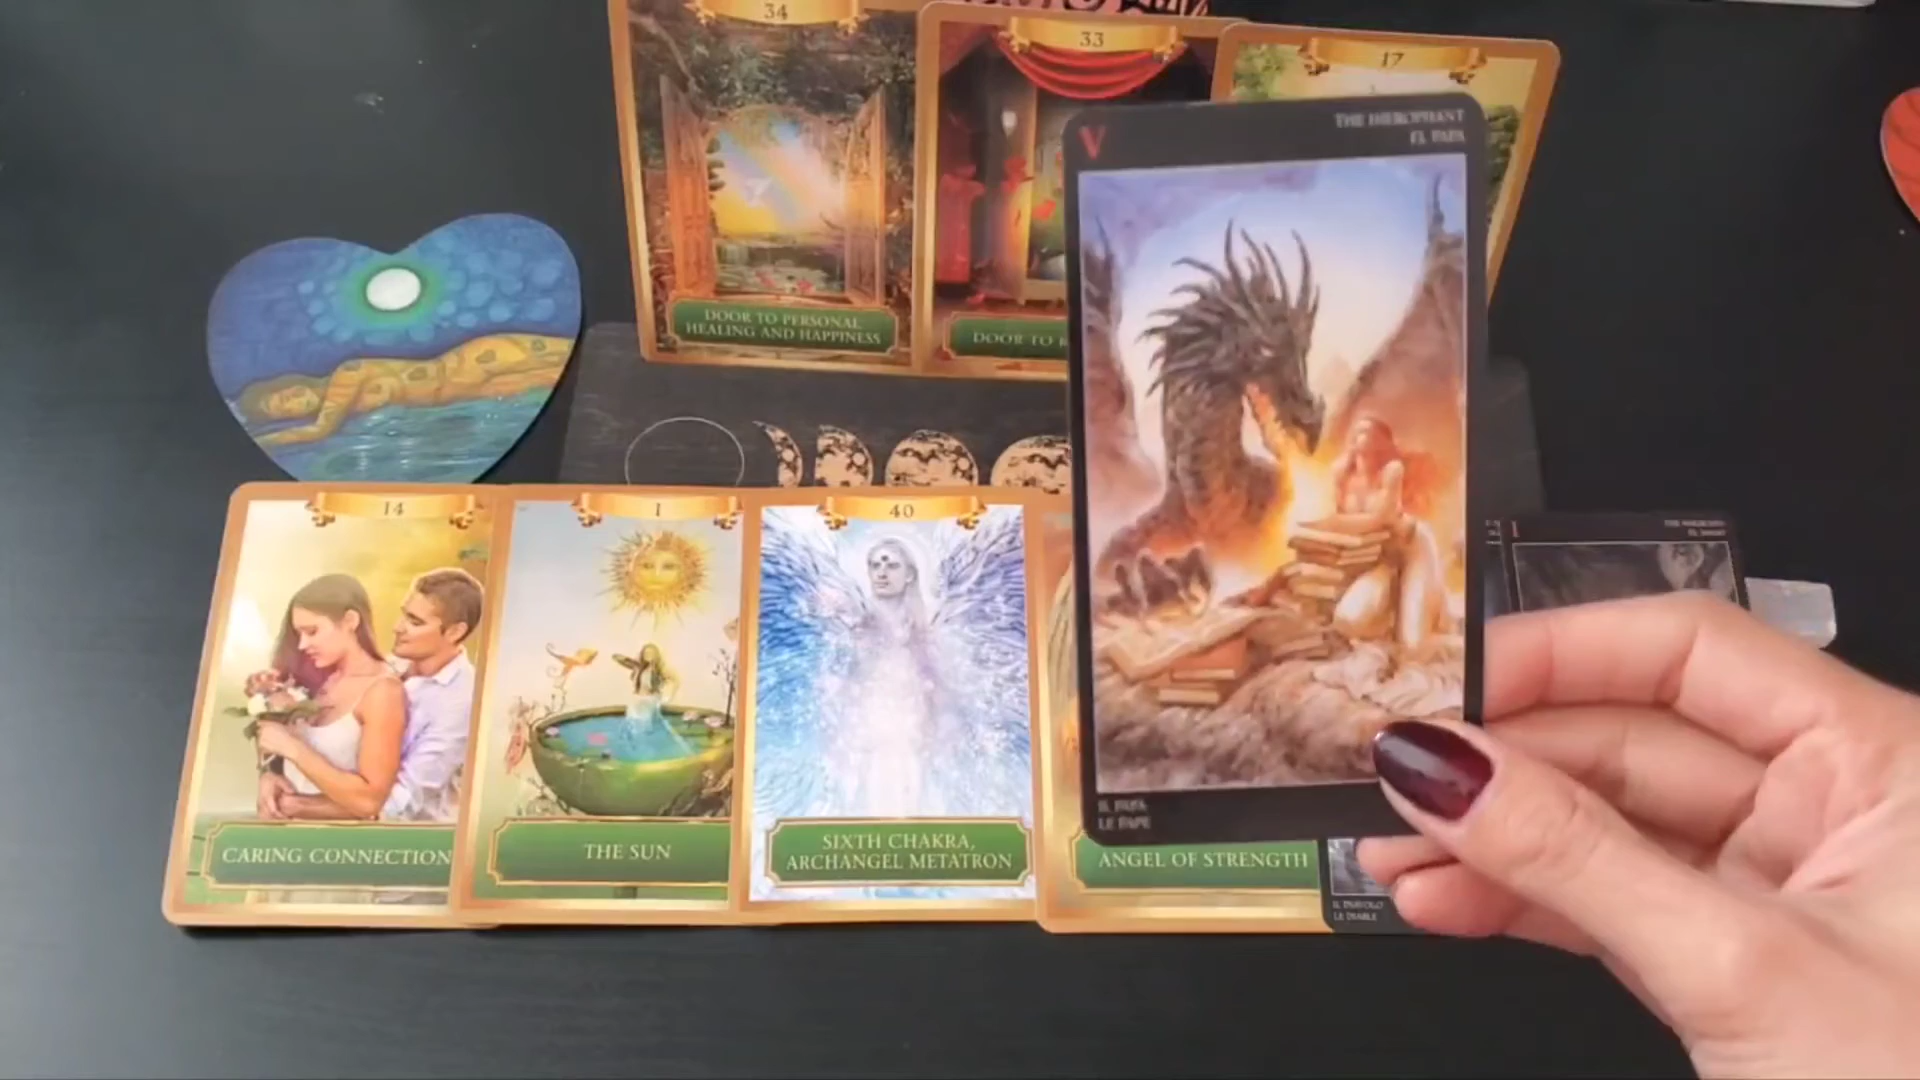 34
33
17
DOOR TO PERSONAL
HEALING AND HAPPINESS
DOOR TO
V
THE HIEROPHANT
EL PAPA
IL PAPA
LE PAPE
14
1
40
CARING CONNECTION
THE SUN
SIXTH CHAKRA,
ARCHANGEL METATRON
ANGEL OF STRENGTH
IL DIAVOLO
LE DIABLE
I